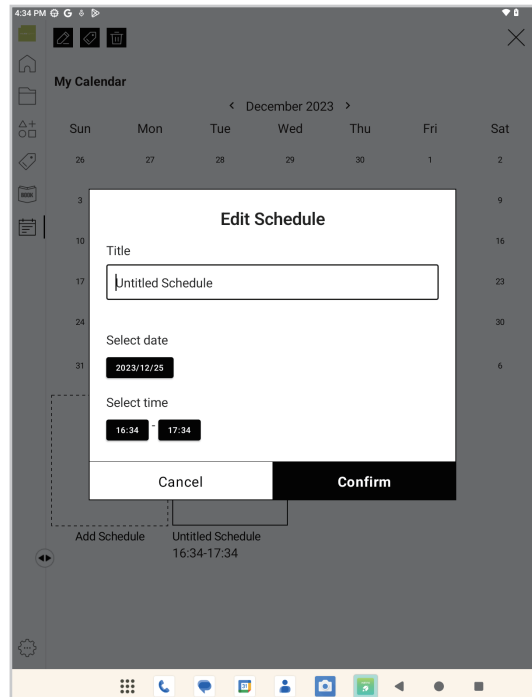 4:34 PM
My Calendar
December 2023
Sun Mon Tue Wed Thu Fri Sat
26 27 28 29 30 1 2
3 9
Edit Schedule
10 16
Title
17 Untitled Schedule 23
24 30
Select date
31 2023/12/25 6
Select time
16:34 - 17:34
Cancel Confirm
Add Schedule Untitled Schedule
16:34-17:34
BOOK
31